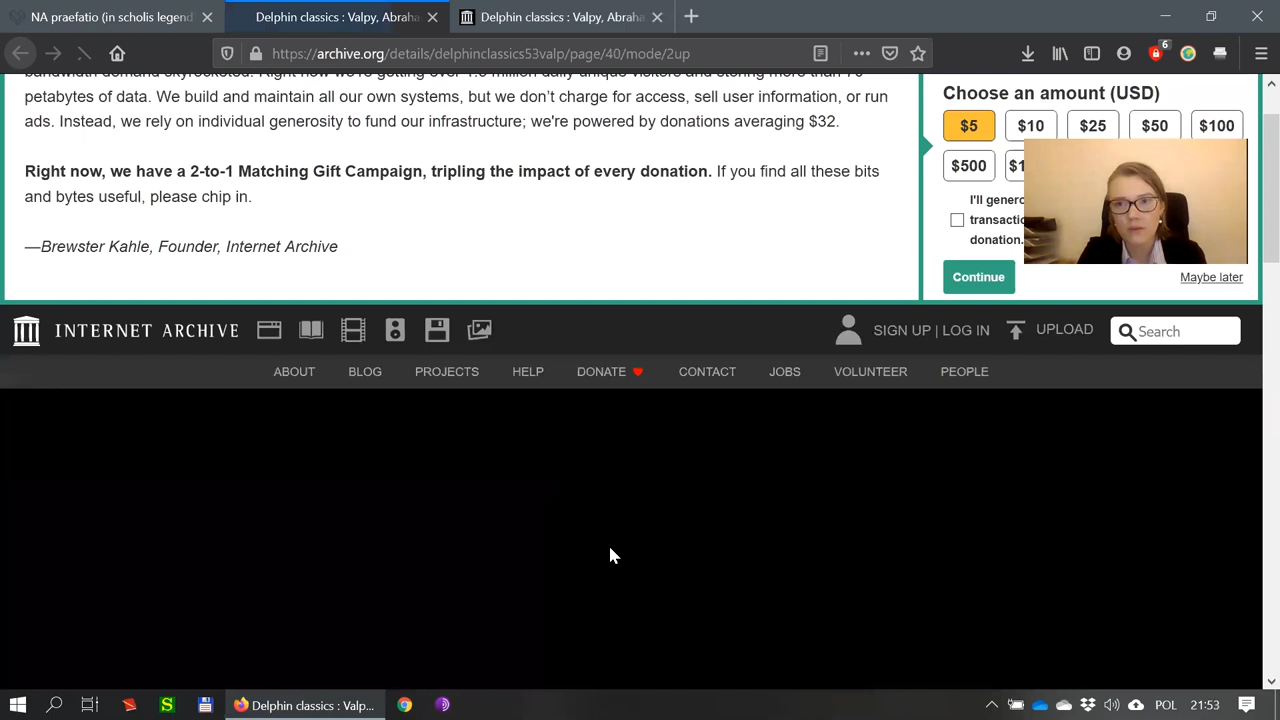 NA praefatio (in scholis legend
Delphin classics : Valpy, Abraha
Delphin classics : Valpy, Abraha
https://archive.org/details/delphinclassics53valp/page/40/mode/2up
6
petabytes of data. We build and maintain all our own systems, but we don't charge for access, sell user information, or run
ads. Instead, we rely on individual generosity to fund our infrastructure; we're powered by donations averaging $32.
Right now, we have a 2-to-1 Matching Gift Campaign, tripling the impact of every donation. If you find all these bits
and bytes useful, please chip in.
—Brewster Kahle, Founder, Internet Archive
Choose an amount (USD)
$5 $10 $25 $50 $100
$500 $1
I'll genero
transactio
donation.
Continue
Maybe later
INTERNET ARCHIVE
SIGN UP | LOG IN UPLOAD Search
ABOUT BLOG PROJECTS HELP DONATE CONTACT JOBS VOLUNTEER PEOPLE
Delphin classics : Valp...
POL 21:53